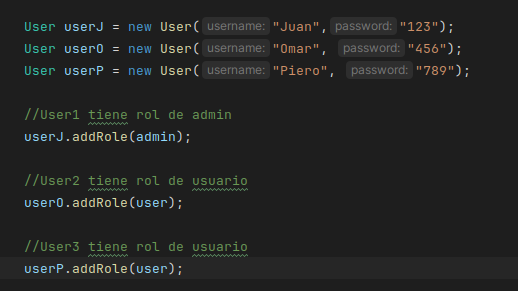 User userJ = new User( username: "Juan", password: "123");
User userO = new User( username: "Omar", password: "456");
User userP = new User( username: "Piero", password: "789");
//User1 tiene rol de admin
userJ.addRole(admin);
//User2 tiene rol de usuario
userO.addRole(user);
//User3 tiene rol de usuario
userP.addRole(user);